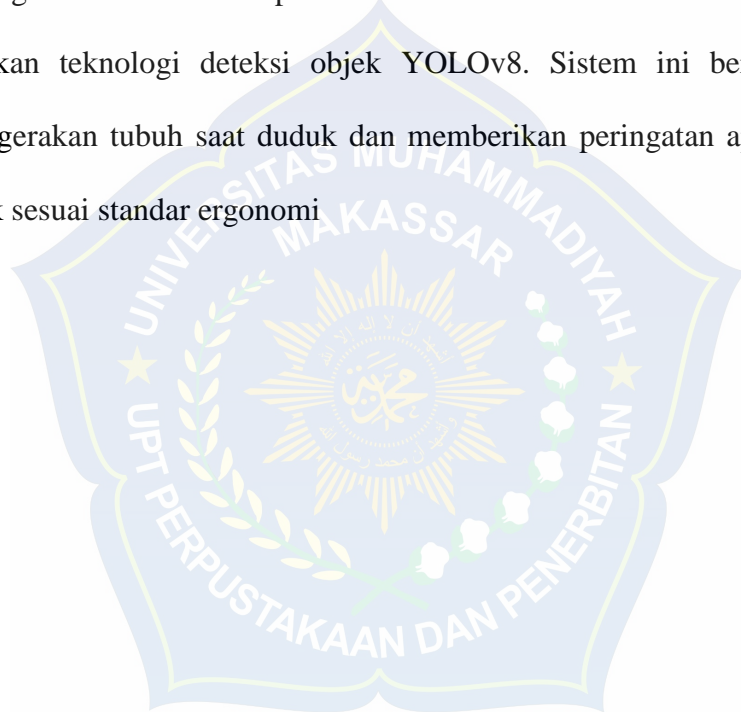 kan teknologi deteksi objek YOLOv8. Sistem ini be
gerakan tubuh saat duduk dan memberikan peringatan a
k sesuai standar ergonomi
UNIVERSITAS MUHAMMADIYAH
MAKASSAR
UPT PERPUSTAKAAN DAN PENERBITAN